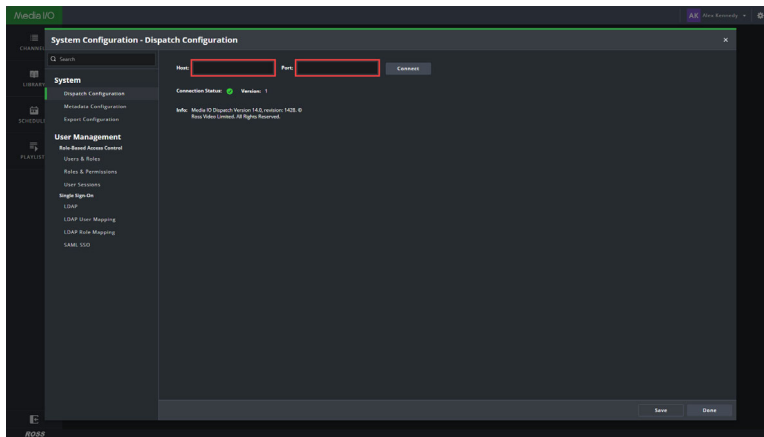 Media I/O
AK Alex Kennedy
CHANNEL
LIBRARY
SCHEDUL
PLAYLIST
System Configuration - Dispatch Configuration
Search
System
Dispatch Configuration
Metadata Configuration
Export Configuration
User Management
Role-Based Access Control
Users & Roles
Roles & Permissions
User Sessions
Single Sign-On
LDAP
LDAP User Mapping
LDAP Role Mapping
SAML SSO
Host: Port: Connect
Connection Status: Version: 1
Info: Media IO Dispatch Version 14.0, revision: 1428. ©
Ross Video Limited. All Rights Reserved.
Save Done
ROSS